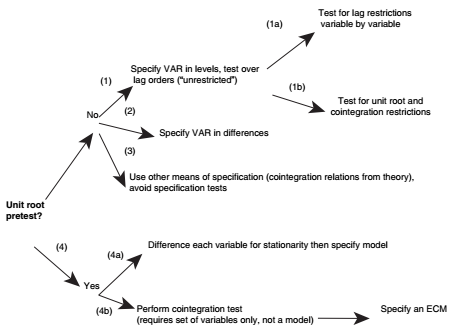 (1a)
Test for lag restrictions
variable by variable
Specify VAR in levels, test over
lag orders (“unrestricted”)
(1)
(1b)
Test for unit root and
cointegration restrictions
No
(2)
Specify VAR in differences
(3)
Use other means of specification (cointegration relations from theory),
avoid specification tests
Unit root
pretest?
(4)
(4a)
Difference each variable for stationarity then specify model
Yes
(4b)
Perform cointegration test
(requires set of variables only, not a model)
Specify an ECM